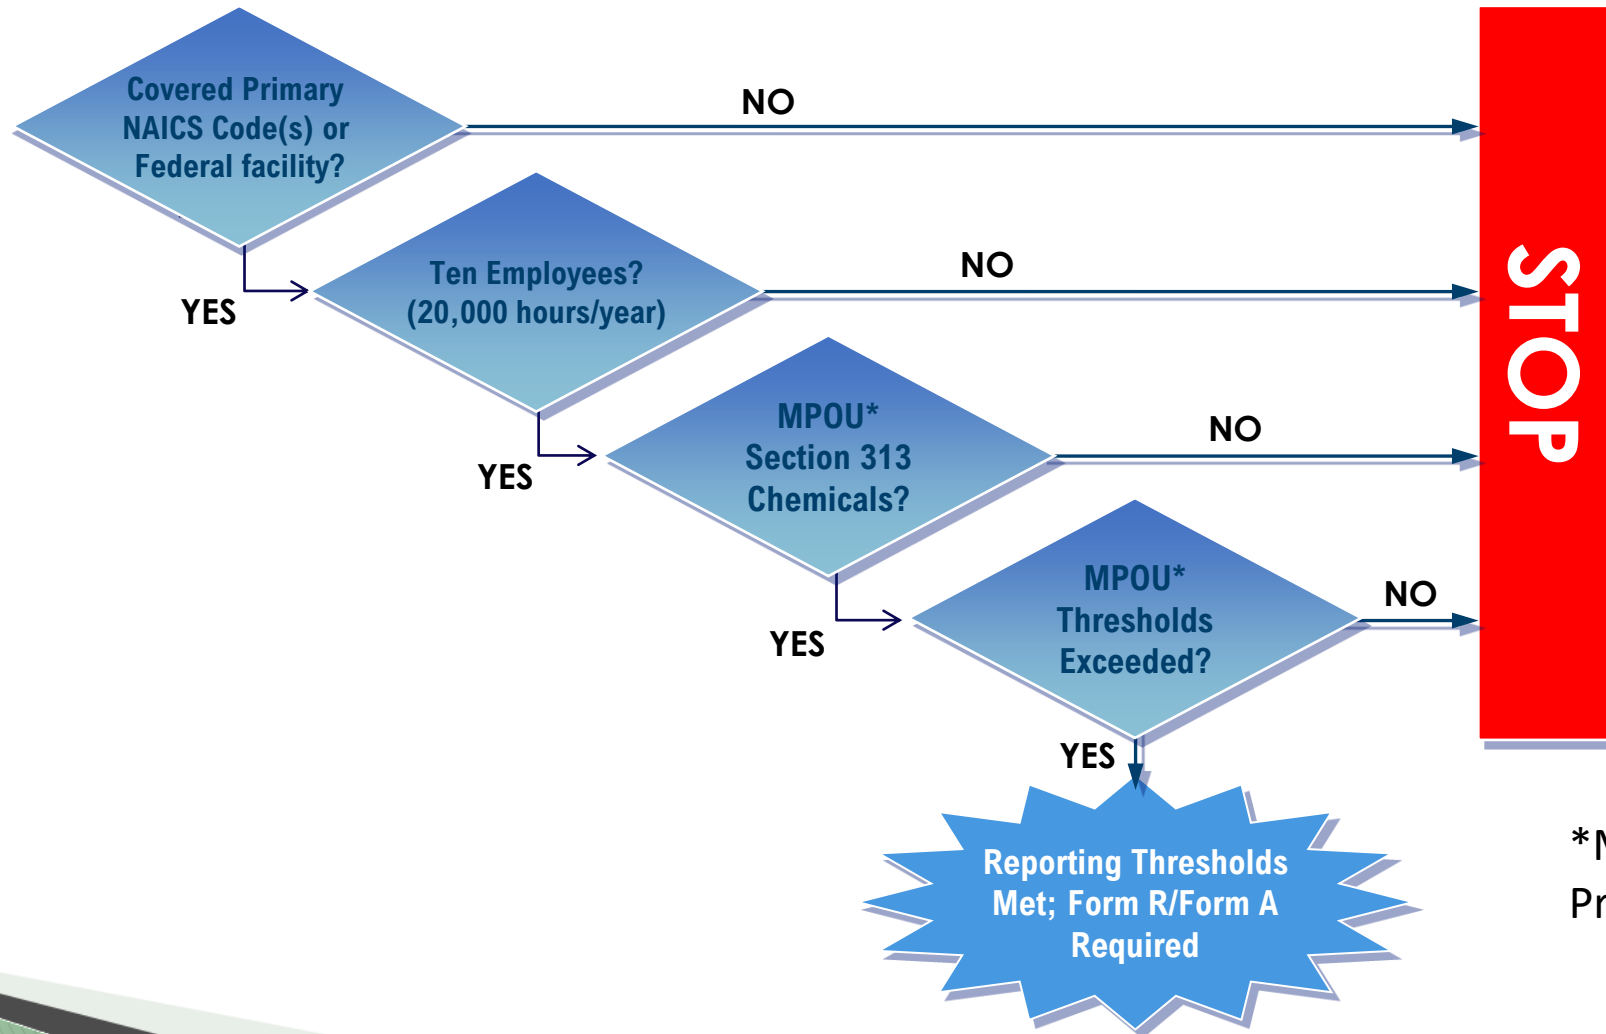 Covered Primary
NAICS Code(s) or
Federal facility?
NO
YES
Ten Employees?
(20,000 hours/year)
NO
YES
MPOU*
Section 313
Chemicals?
NO
YES
MPOU*
Thresholds
Exceeded?
NO
YES
Reporting Thresholds
Met; Form R/Form A
Required
STOP